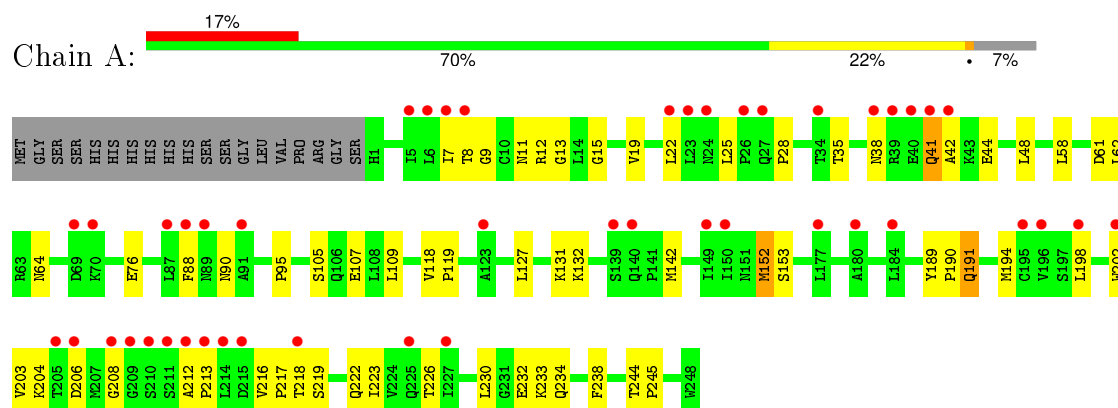 17%
Chain A:
70% 22% • 7%
MET GLY SER SER HIS HIS HIS HIS HIS HIS SER SER GLY LEU VAL PRO ARG GLY SER H1 I5 L6 I7 T8 G9 C10 N11 R12 G13 L14 G15 V19 L22 L23 N24 L25 P26 Q27 P28 T34 T35 N38 R39 E40 Q41 A42 K43 E44 L48 L58 D61 L62
R63 N64 D69 K70 E76 L87 F88 N89 N90 A91 P95 S105 Q106 E107 L108 L109 V118 P119 A123 L127 K131 K132 S139 Q140 P141 M142 I149 I150 N151 M152 S153 L177 A180 L184 Y189 P190 Q191 M194 C195 V196 S197 L198 W202
V203 K204 T205 D206 M207 G208 G209 S210 S211 A212 P213 L214 D215 V216 P217 T218 S219 Q222 I223 V224 Q225 T226 I227 L230 G231 E232 K233 Q234 F238 T244 P245 W248